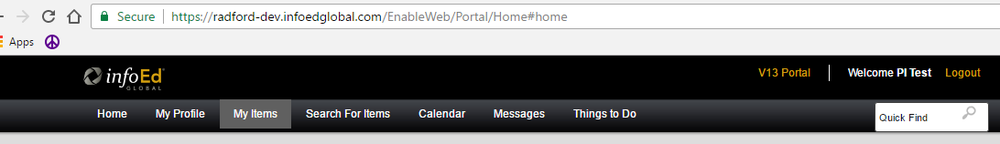 Secure https://radford-dev.infoedglobal.com/EnableWeb/Portal/Home#home
Apps
infoEd
GLOBAL
V13 Portal Welcome PI Test Logout
Home My Profile My Items Search For Items Calendar Messages Things to Do
Quick Find